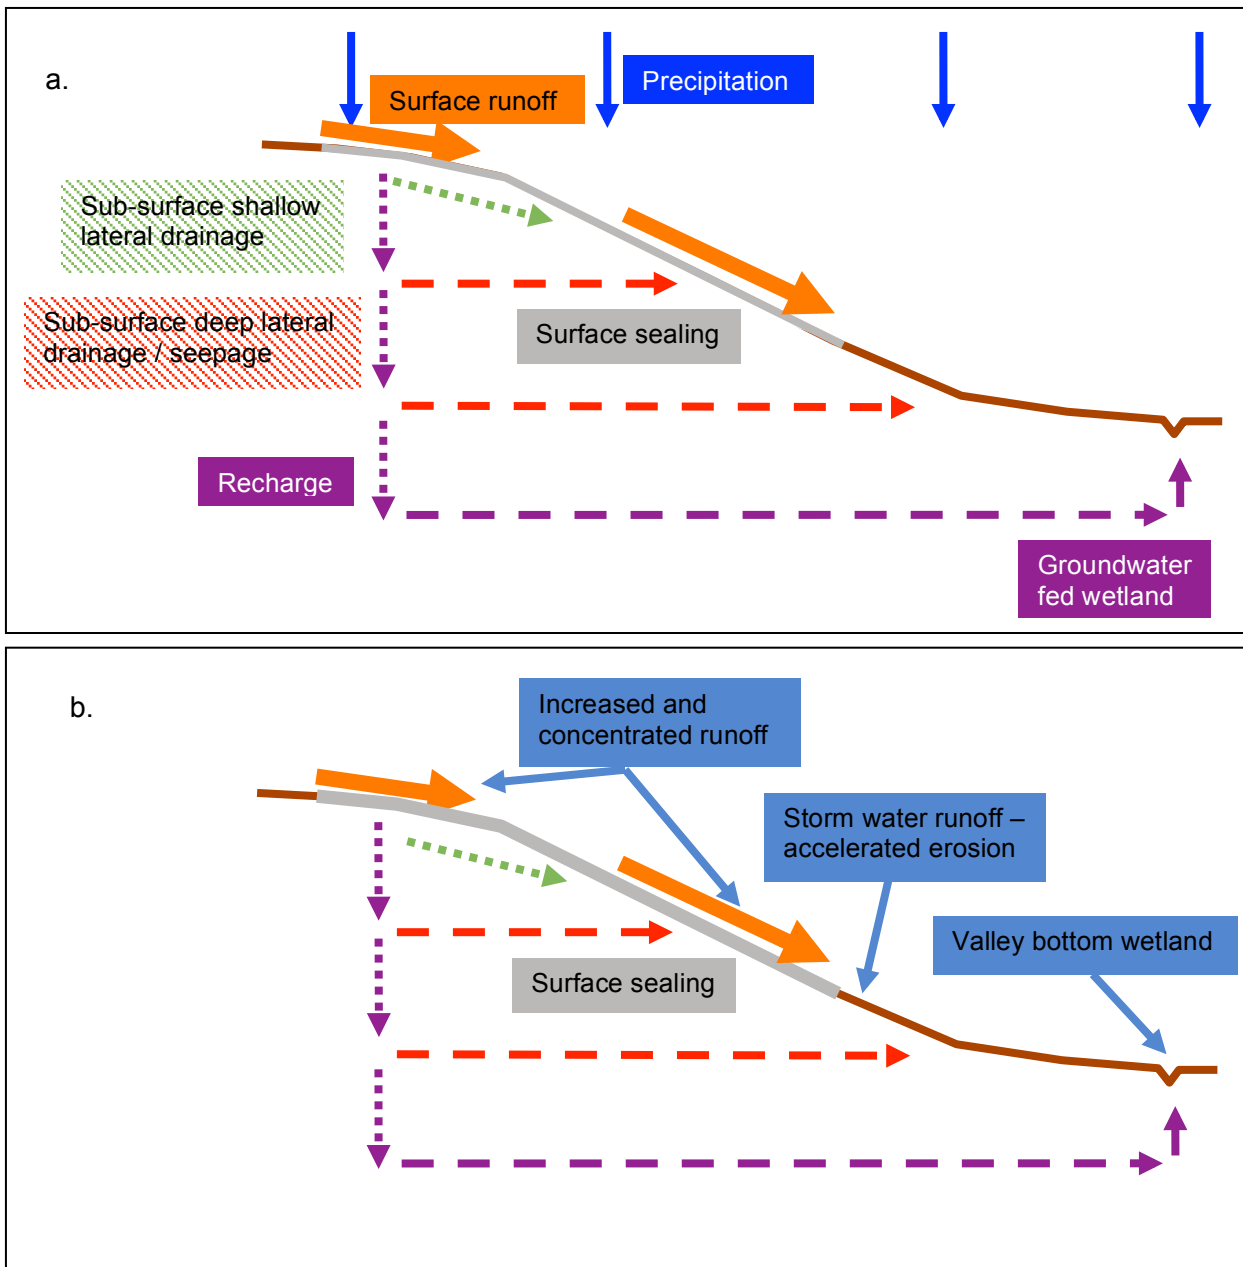 a.
Precipitation
Surface runoff
Sub-surface shallow
lateral drainage
Sub-surface deep lateral
drainage / seepage
Surface sealing
Recharge
Groundwater
fed wetland
b.
Increased and
concentrated runoff
Storm water runoff –
accelerated erosion
Valley bottom wetland
Surface sealing